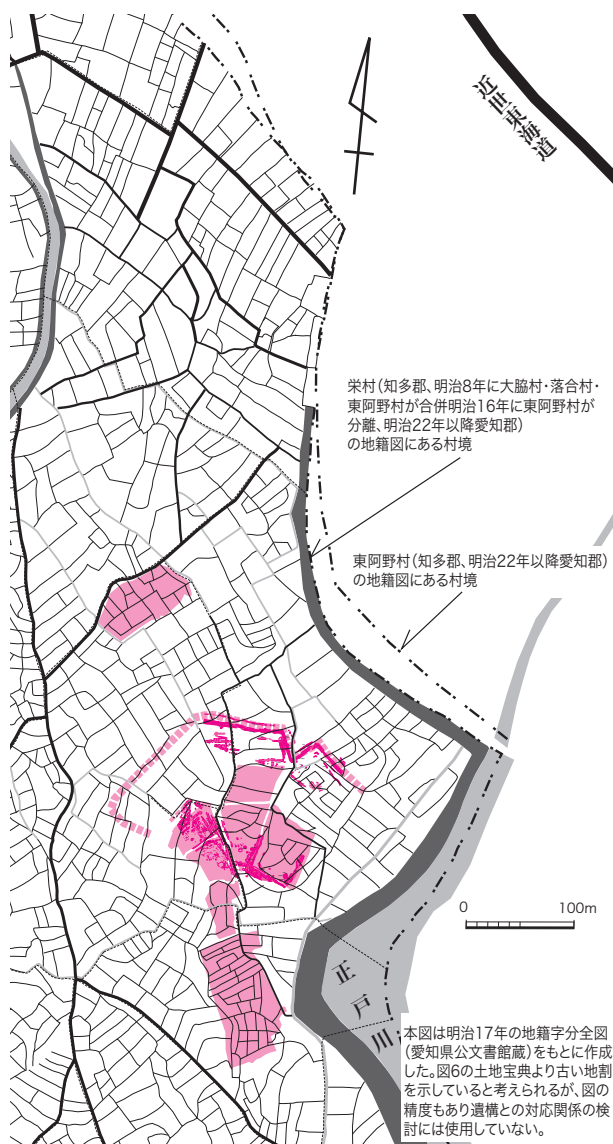 近世東海道
栄村(知多郡、明治8年に大脇村・落合村・
東阿野村が合併明治16年に東阿野村が
分離、明治22年以降愛知郡)
の地籍図にある村境
東阿野村(知多郡、明治22年以降愛知郡)
の地籍図にある村境
0 100m
正戸川
本図は明治17年の地籍字分全図
(愛知県公文書館蔵)をもとに作成
した。図6の土地宝典より古い地割
を示していると考えられるが、図の
精度もあり遺構との対応関係の検
討には使用していない。